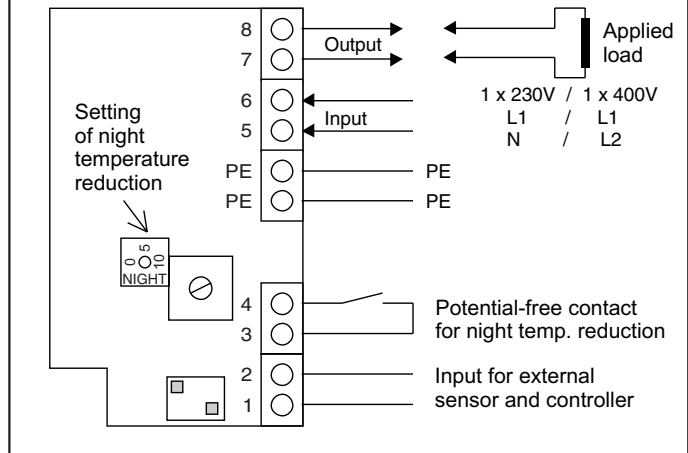 8
Output
7
Applied
load
6
Input
5
1 x 230V / 1 x 400V
L1 / L1
N / L2
Setting
of night
temperature
reduction
PE
PE
PE
PE
0 5 10
NIGHT
4
3
Potential-free contact
for night temp. reduction
2
1
Input for external
sensor and controller